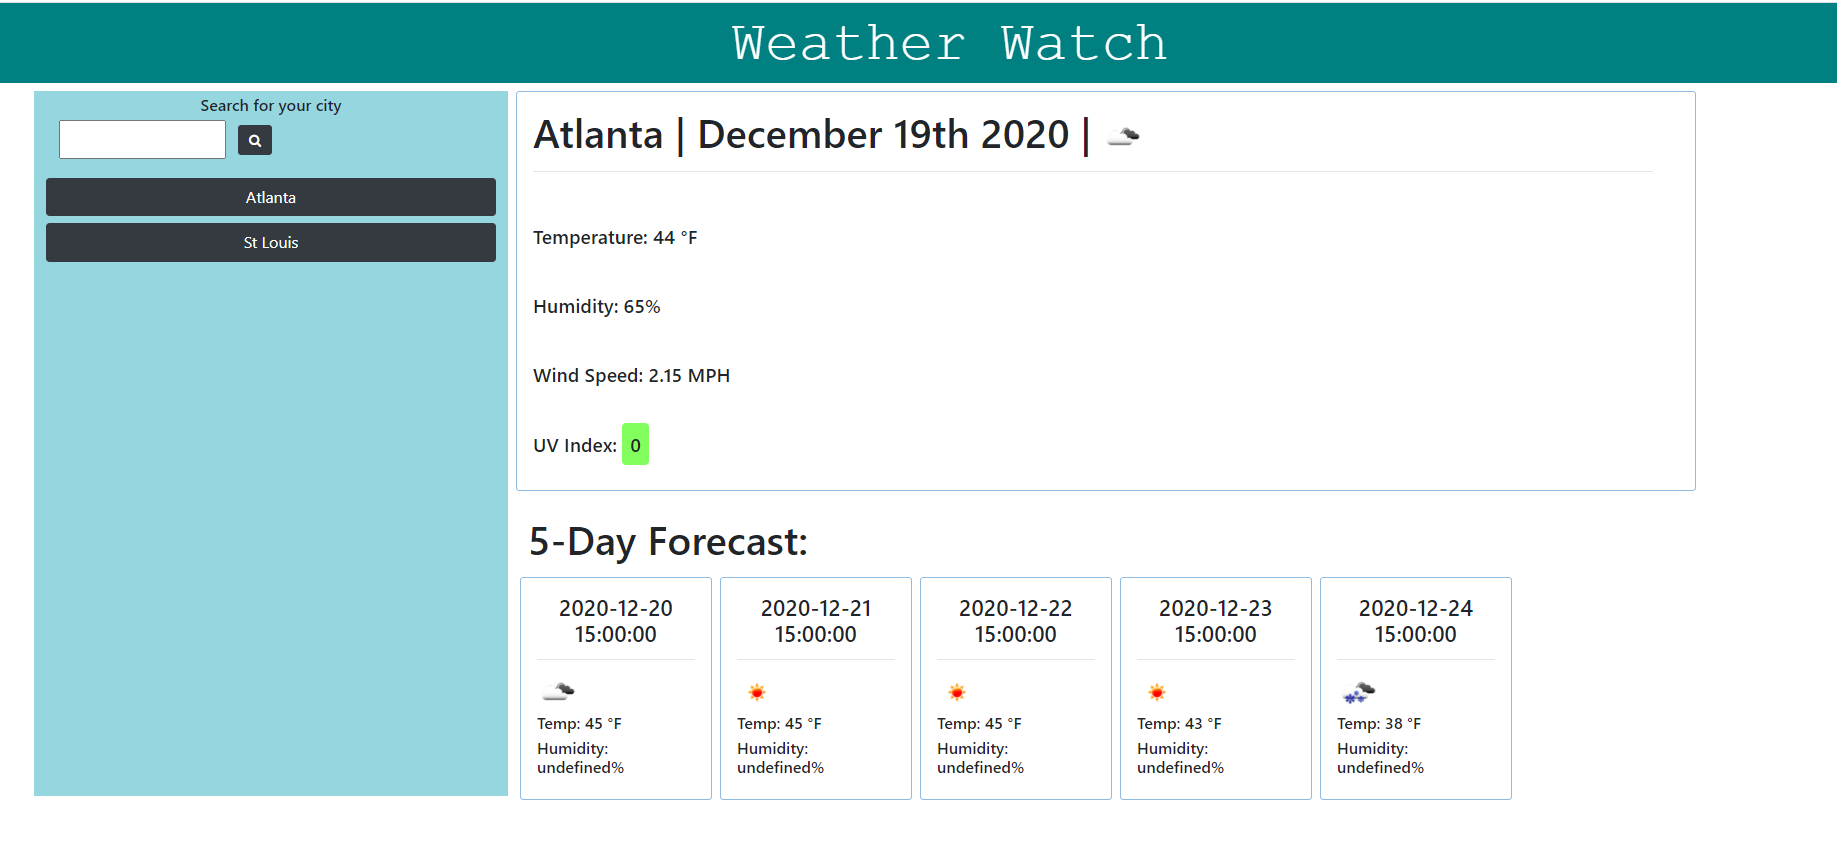 Weather Watch
Search for your city
Atlanta
St Louis
Atlanta | December 19th 2020 |
Temperature: 44 °F
Humidity: 65%
Wind Speed: 2.15 MPH
UV Index: 0
5-Day Forecast:
2020-12-20
15:00:00
Temp: 45 °F
Humidity:
undefined%
2020-12-21
15:00:00
Temp: 45 °F
Humidity:
undefined%
2020-12-22
15:00:00
Temp: 45 °F
Humidity:
undefined%
2020-12-23
15:00:00
Temp: 43 °F
Humidity:
undefined%
2020-12-24
15:00:00
Temp: 38 °F
Humidity:
undefined%